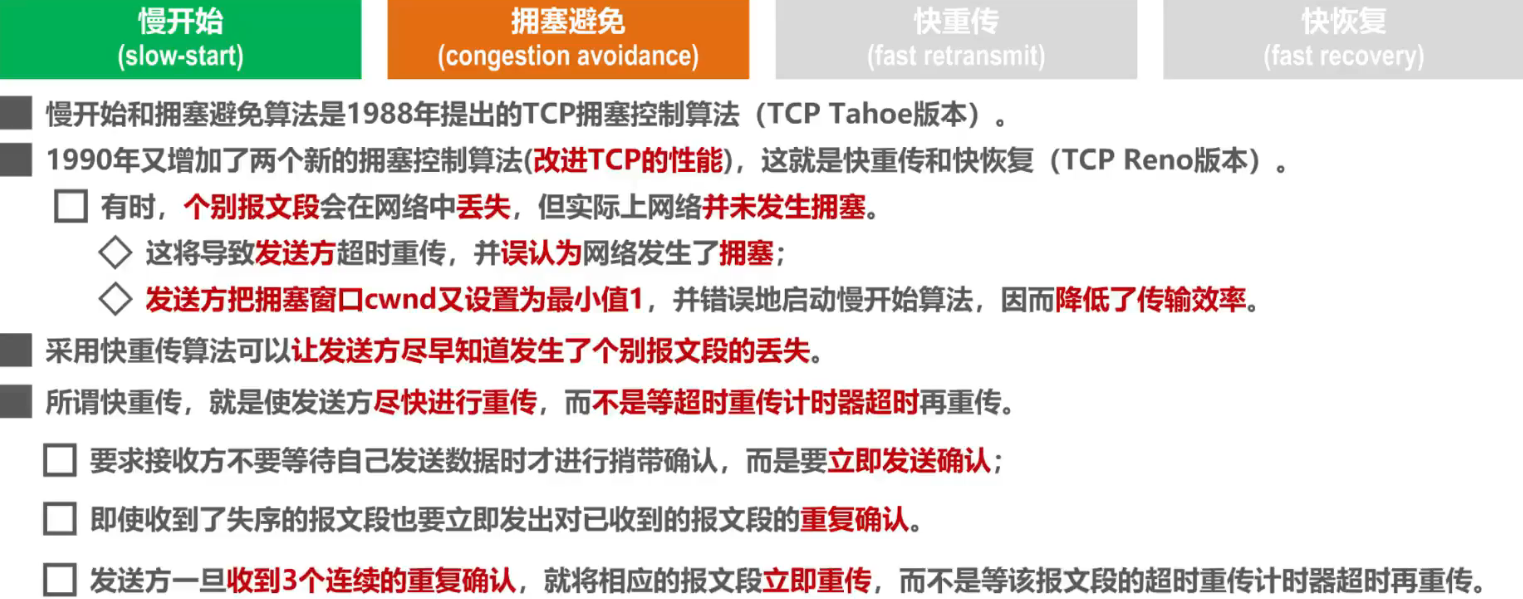 慢开始
(slow-start)
拥塞避免
(congestion avoidance)
快重传
(fast retransmit)
快恢复
(fast recovery)
慢开始和拥塞避免算法是1988年提出的TCP拥塞控制算法（TCP Tahoe版本）。
1990年又增加了两个新的拥塞控制算法(改进TCP的性能)，这就是快重传和快恢复（TCP Reno版本）。
有时，个别报文段会在网络中丢失，但实际上网络并未发生拥塞。
这将导致发送方超时重传，并误认为网络发生了拥塞；
发送方把拥塞窗口cwnd又设置为最小值1，并错误地启动慢开始算法，因而降低了传输效率。
采用快重传算法可以让发送方尽早知道发生了个别报文段的丢失。
所谓快重传，就是使发送方尽快进行重传，而不是等超时重传计时器超时再重传。
要求接收方不要等待自己发送数据时才进行捎带确认，而是要立即发送确认；
即使收到了失序的报文段也要立即发出对已收到的报文段的重复确认。
发送方一旦收到3个连续的重复确认，就将相应的报文段立即重传，而不是等该报文段的超时重传计时器超时再重传。